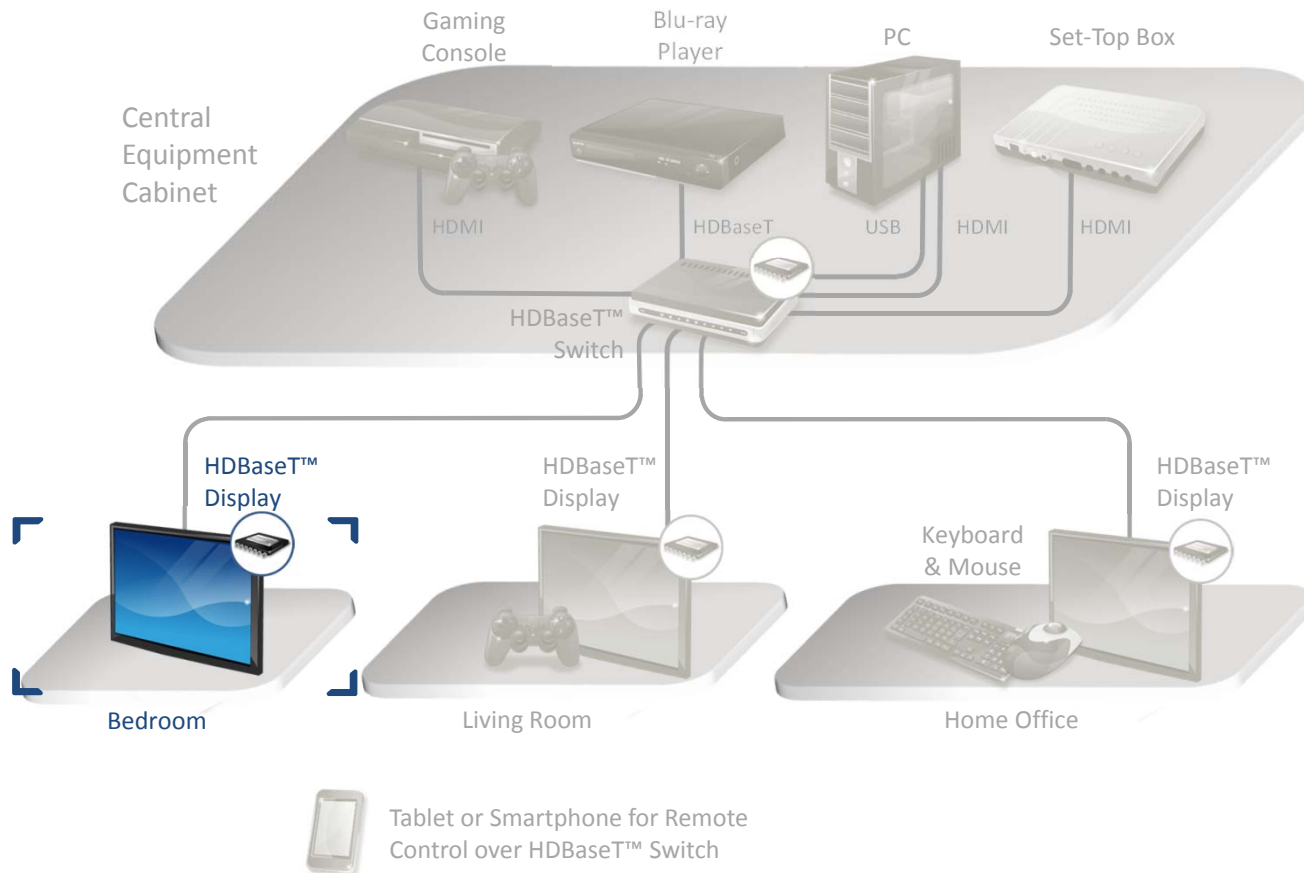 Gaming
Console
Blu-ray
Player
PC
Set-Top Box
Central
Equipment
Cabinet
HDMI
HDBaseT
USB
HDMI
HDMI
HDBaseT™
Switch
HDBaseT™
Display
HDBaseT™
Display
HDBaseT™
Display
Keyboard
& Mouse
Bedroom
Living Room
Home Office
Tablet or Smartphone for Remote
Control over HDBaseT™ Switch